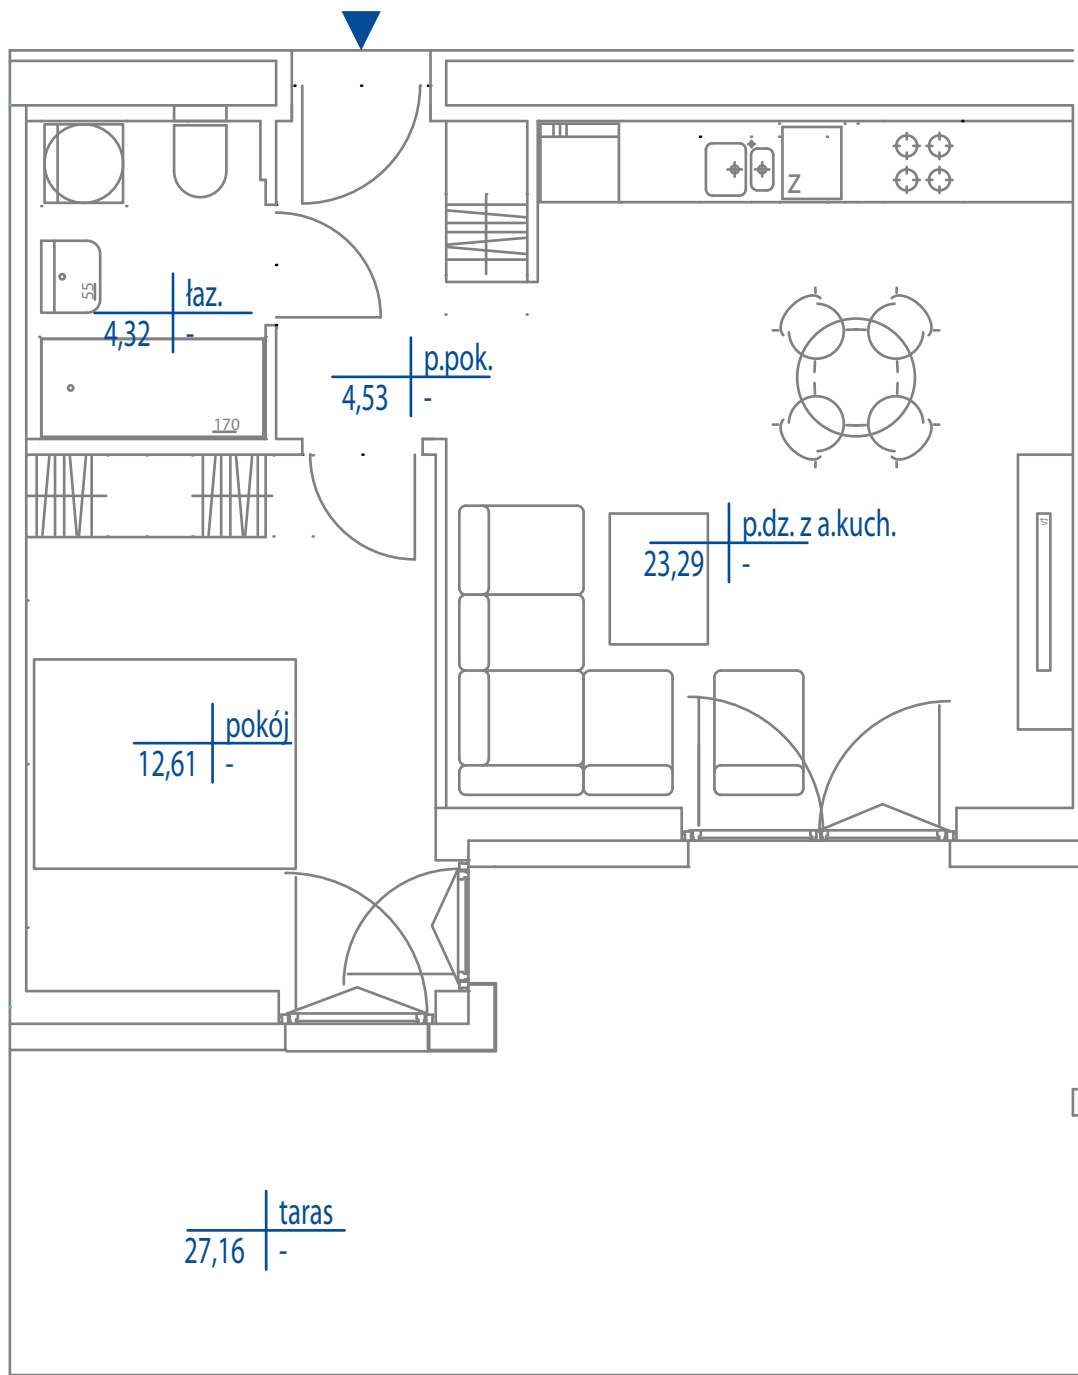 Z
55
łaz.
4,32 -
p.pok.
4,53 -
170
p.dz. z a.kuch.
23,29 -
pokój
12,61 -
taras
27,16 -